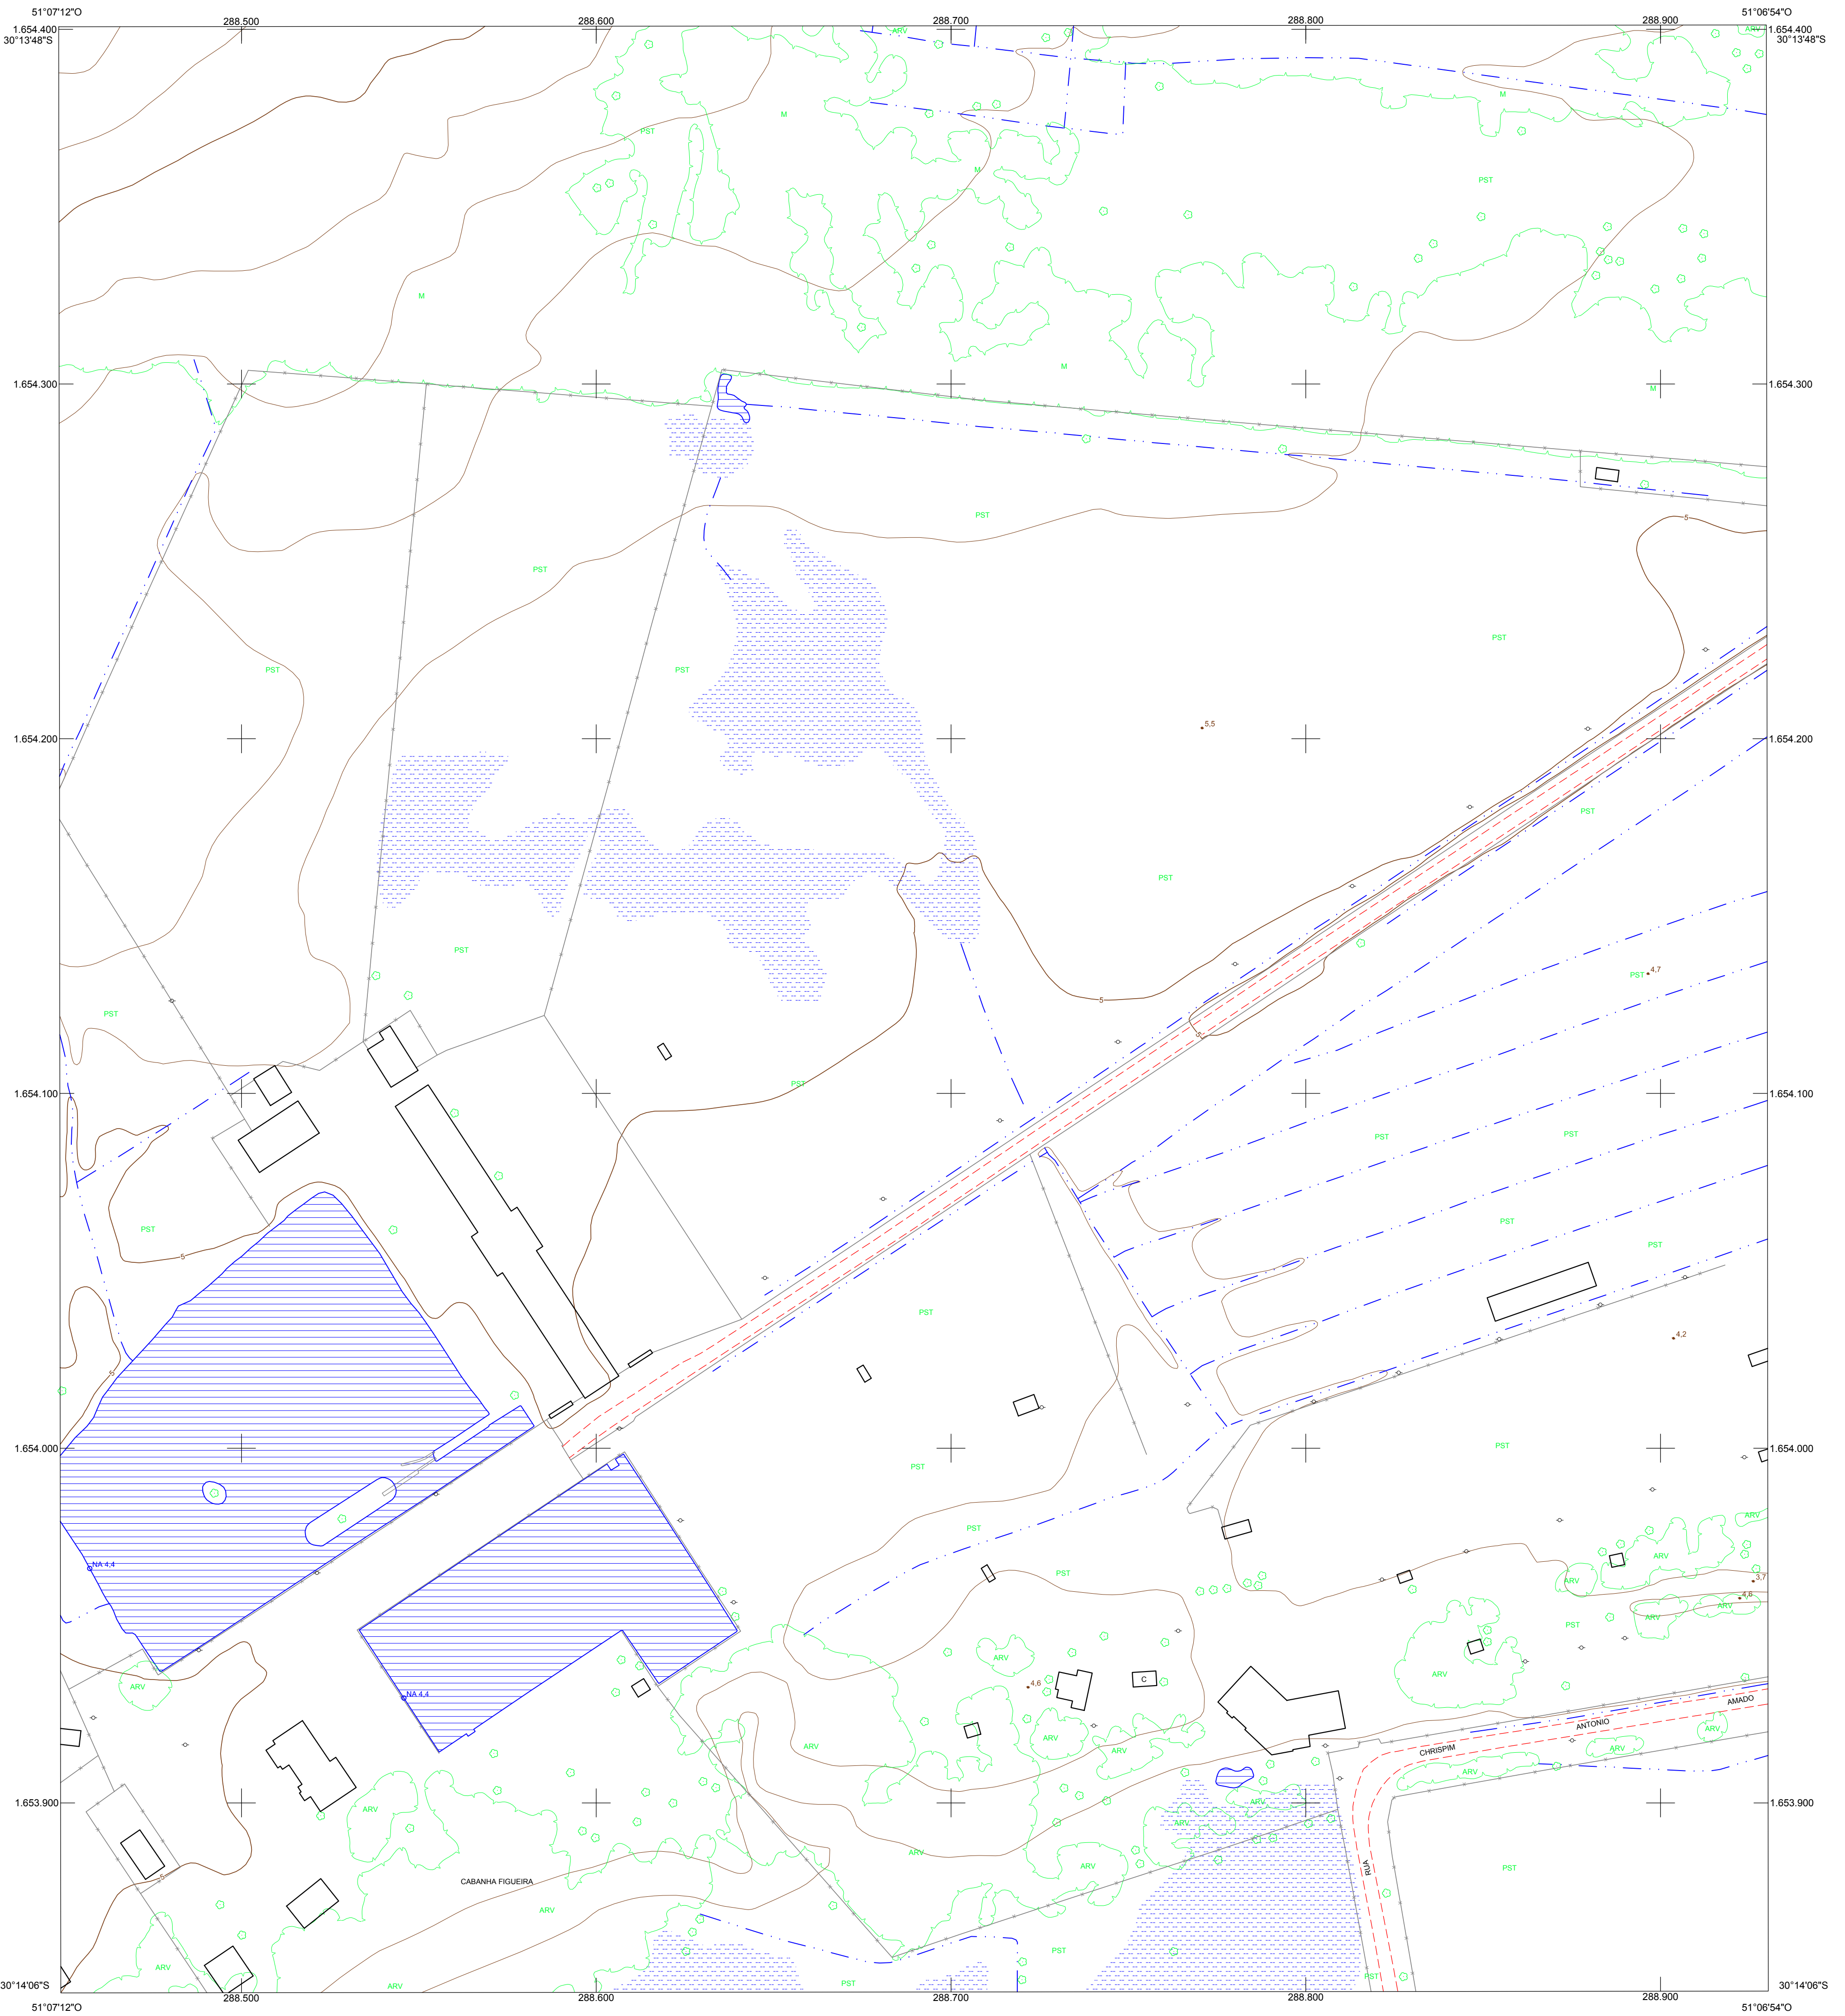 51°07'12"O
288.500
288.600
288.700
288.800
288.900
51°06'54"O
1.654.400
30°13'48"S
1.654.400
30°13'48"S
ARV
ARV
M
M
PST
M
PST
M
M
M
1.654.300
1.654.300
PST
5
PST
PST
PST
PST
5,5
1.654.200
1.654.200
PST
PST
PST
PST
4,7
5
PST
5
PST
1.654.100
1.654.100
PST
PST
PST
PST
PST
5
PST
4,2
5
1.654.000
1.654.000
PST
PST
PST
ARV
NA 4,4
PST
ARV
ARV
3,7
4,6
ARV
ARV
PST
ARV
ARV
ARV
4,6
C
NA 4,4
AMADO
ANTONIO
ARV
ARV
CHRISPIM
ARV
ARV
ARV
ARV
1.653.900
1.653.900
ARV
ARV
ARV
ARV
ARV
RUA
PST
5
CABANHA FIGUEIRA
ARV
PST
ARV
PST
PST
ARV
30°14'06"S
30°14'06"S
288.500
288.600
288.700
288.800
288.900
51°07'12"O
51°06'54"O